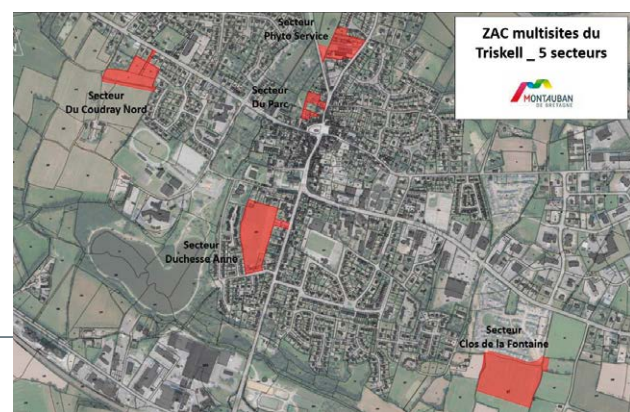 ZAC multisites du
Triskell _ 5 secteurs
MONTAUBAN
DE BRETAGNE
Secteur
Phyto Service
Secteur
Du Parc
Secteur
Du Coudray Nord
Secteur
Duchesse Anne
Secteur
Clos de la Fontaine